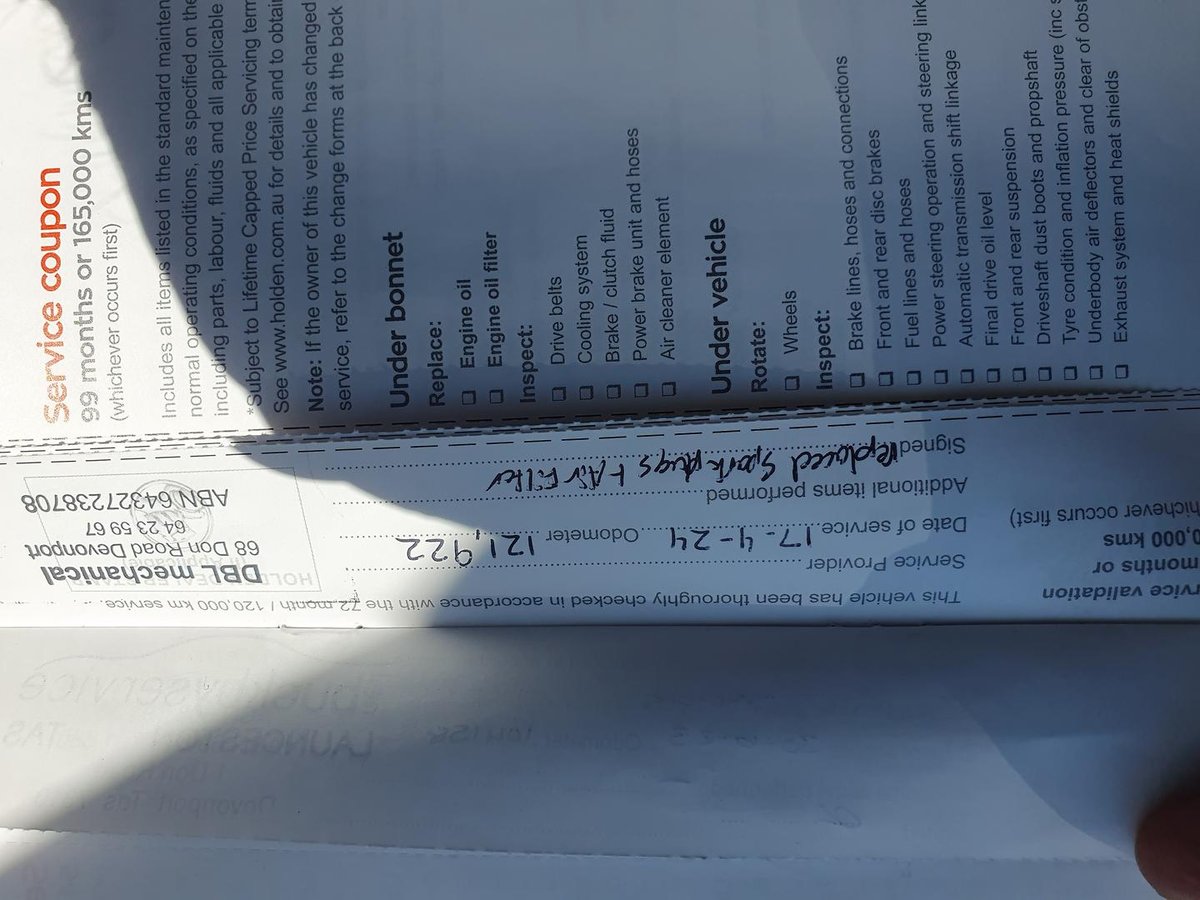 Service coupon
99 months or 165,000 kms
(whichever occurs first)
Includes all items listed in the standard mainten
normal operating conditions, as specified on the
including parts, labour, fluids and all applicable
*Subject to Lifetime Capped Price Servicing term
See www.holden.com.au for details and to obtain
Note: If the owner of this vehicle has changed
service, refer to the change forms at the back
Under bonnet
Replace:
Engine oil
Engine oil filter
Inspect:
Drive belts
Cooling system
Brake / clutch fluid
Power brake unit and hoses
Air cleaner element
Under vehicle
Rotate:
Wheels
Inspect:
Brake lines, hoses and connections
Front and rear disc brakes
Fuel lines and hoses
Power steering operation and steering link
Automatic transmission shift linkage
Final drive oil level
Front and rear suspension
Driveshaft dust boots and propshaft
Tyre condition and inflation pressure (inc s
Underbody air deflectors and clear of obst
Exhaust system and heat shields
rvice validation
months or
0,000 kms
hichever occurs first)
This vehicle has been thoroughly checked in accordance with the 72 month / 120,000 km service.
Service Provider
Date of service 17-4-24 Odometer 121,922
Additional items performed
replaced Spark plugs + Air Filter
Signed
DBL mechanical
68 Don Road Devonport
64 23 59 67
ABN 64327238708